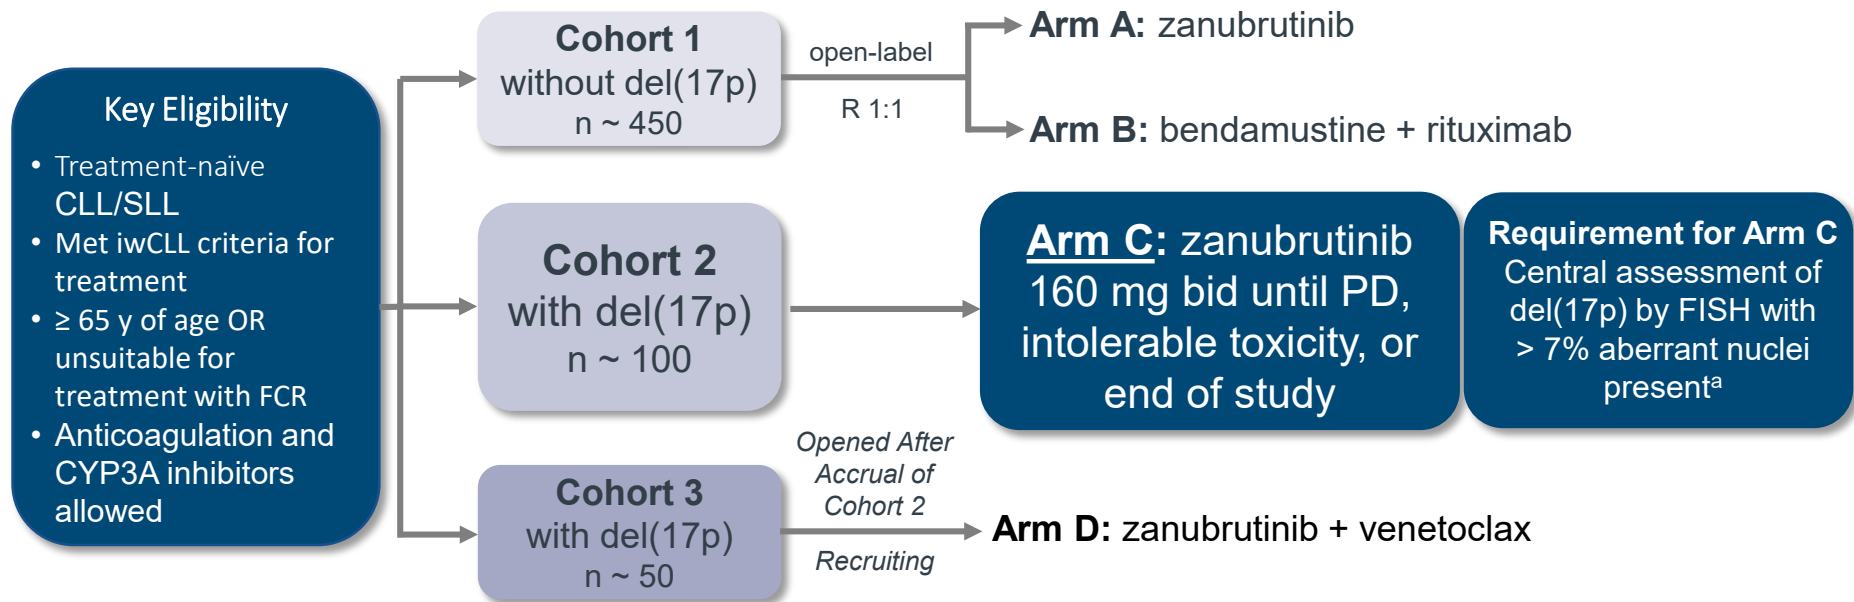 Key Eligibility
• Treatment-naïve
CLL/SLL
• Met iwCLL criteria for
treatment
• ≥ 65 y of age OR
unsuitable for
treatment with FCR
• Anticoagulation and
CYP3A inhibitors
allowed
Cohort 1
without del(17p)
n ~ 450
open-label
R 1:1
Arm A: zanubrutinib
Arm B: bendamustine + rituximab
Cohort 2
with del(17p)
n ~ 100
Arm C: zanubrutinib
160 mg bid until PD,
intolerable toxicity, or
end of study
Requirement for Arm C
Central assessment of
del(17p) by FISH with
> 7% aberrant nuclei
presentᵃ
Cohort 3
with del(17p)
n ~ 50
Opened After
Accrual of
Cohort 2
Recruiting
Arm D: zanubrutinib + venetoclax